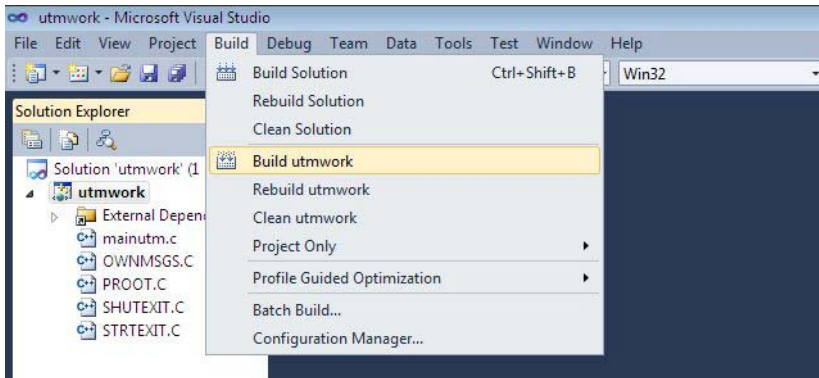 utmwork - Microsoft Visual Studio
File Edit View Project Build Debug Team Data Tools Test Window Help
Build Solution Ctrl+Shift+B Win32
Rebuild Solution
Solution Explorer
Clean Solution
Solution 'utmwork' (1
Build utmwork
utmwork
Rebuild utmwork
External Depen
Clean utmwork
mainutm.c
Project Only
OWNMSGS.C
PROOT.C
Profile Guided Optimization
SHUTEXIT.C
Batch Build...
STRTEXIT.C
Configuration Manager...